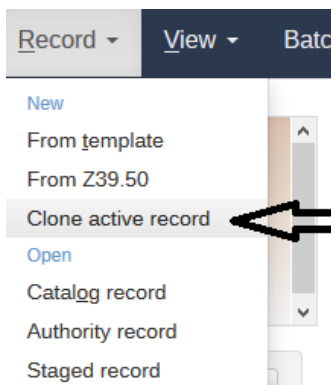 Record View Batc
New
From template
From Z39.50
Clone active record
Open
Catalog record
Authority record
Staged record